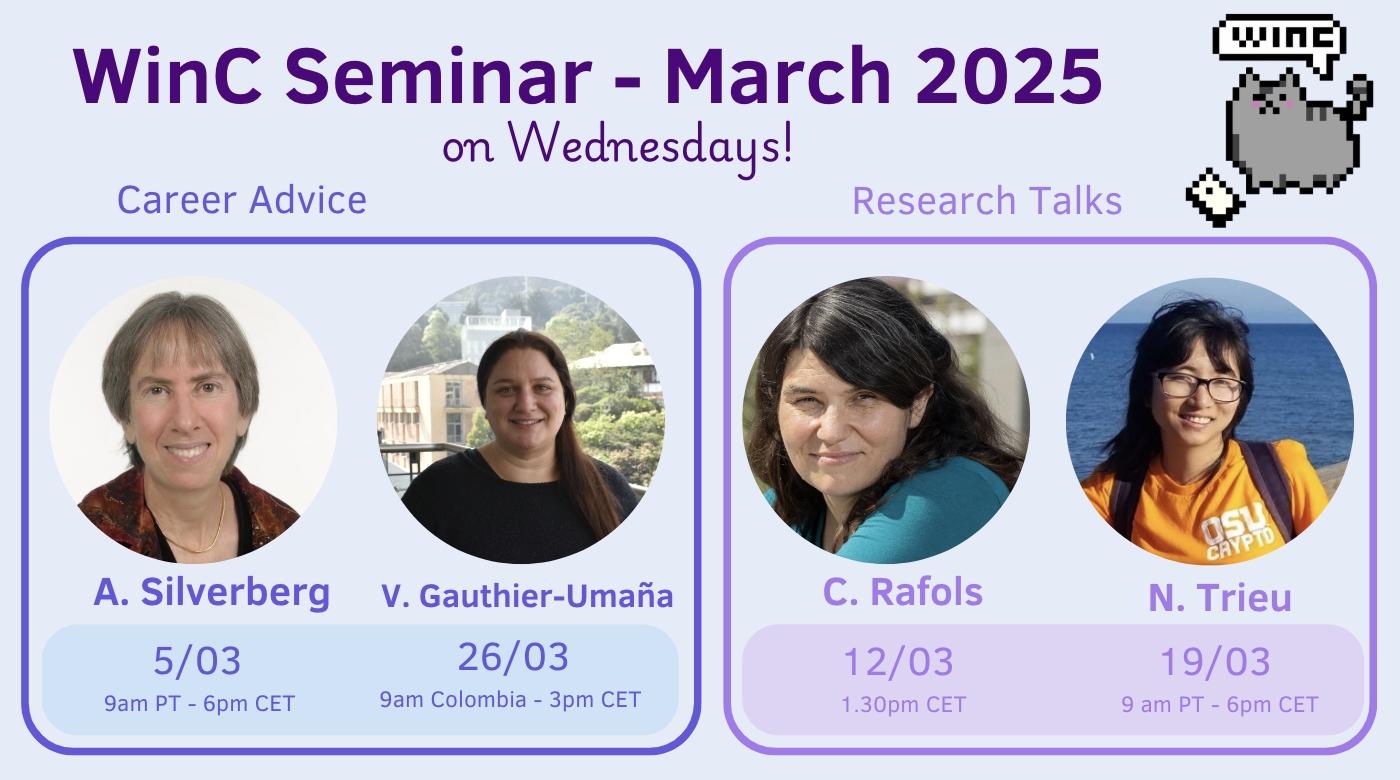 WinC Seminar - March 2025
on Wednesdays!
WINC
Career Advice
Research Talks
OSU
CRYPTO
A. Silverberg
V. Gauthier-Umaña
C. Rafols
N. Trieu
5/03
9am PT - 6pm CET
26/03
9am Colombia - 3pm CET
12/03
1.30pm CET
19/03
9 am PT - 6pm CET